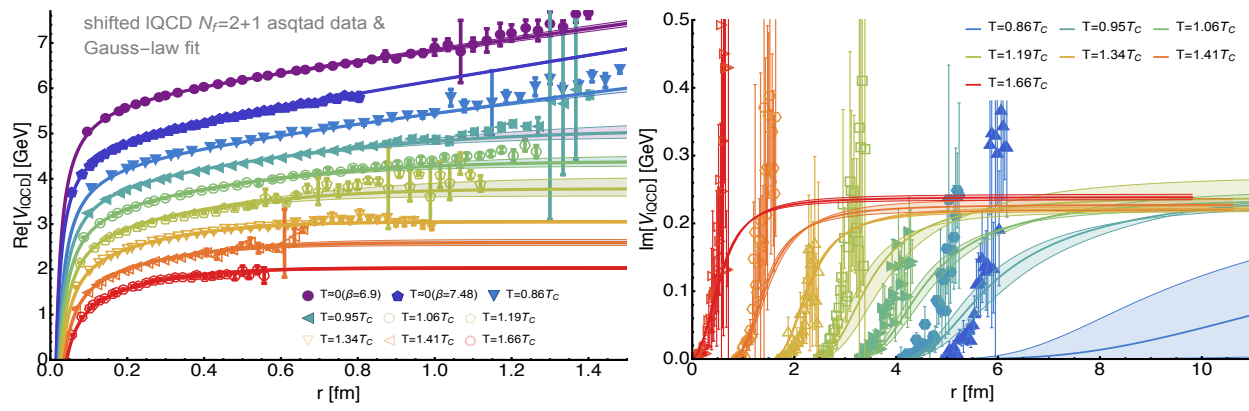 shifted lQCD N_f=2+1 asqtad data &
Gauss−law fit
Re[V_lQCD] [GeV]
7
6
5
4
3
2
1
0
T≈0(β=6.9) T≈0(β=7.48) T=0.86T_C
T=0.95T_C T=1.06T_C T=1.19T_C
T=1.34T_C T=1.41T_C T=1.66T_C
0.0 0.2 0.4 0.6 0.8 1.0 1.2 1.4
r [fm]
Im[V_lQCD] [GeV]
0.5
0.4
0.3
0.2
0.1
0.0
T=0.86T_C T=0.95T_C T=1.06T_C
T=1.19T_C T=1.34T_C T=1.41T_C
T=1.66T_C
0 2 4 6 8 10
r [fm]